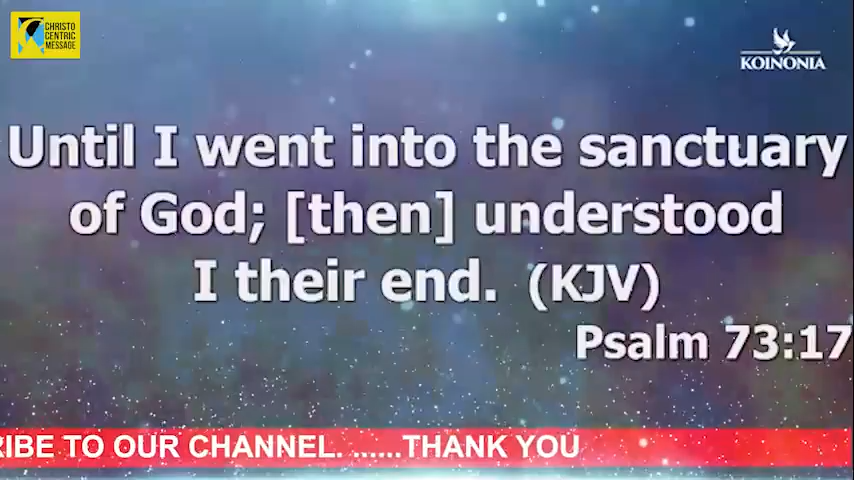 CHRISTO
CENTRIC
MESSAGE
KOINONIA
Until I went into the sanctuary
of God; [then] understood
I their end. (KJV)
Psalm 73:17
RIBE TO OUR CHANNEL. ......THANK YOU